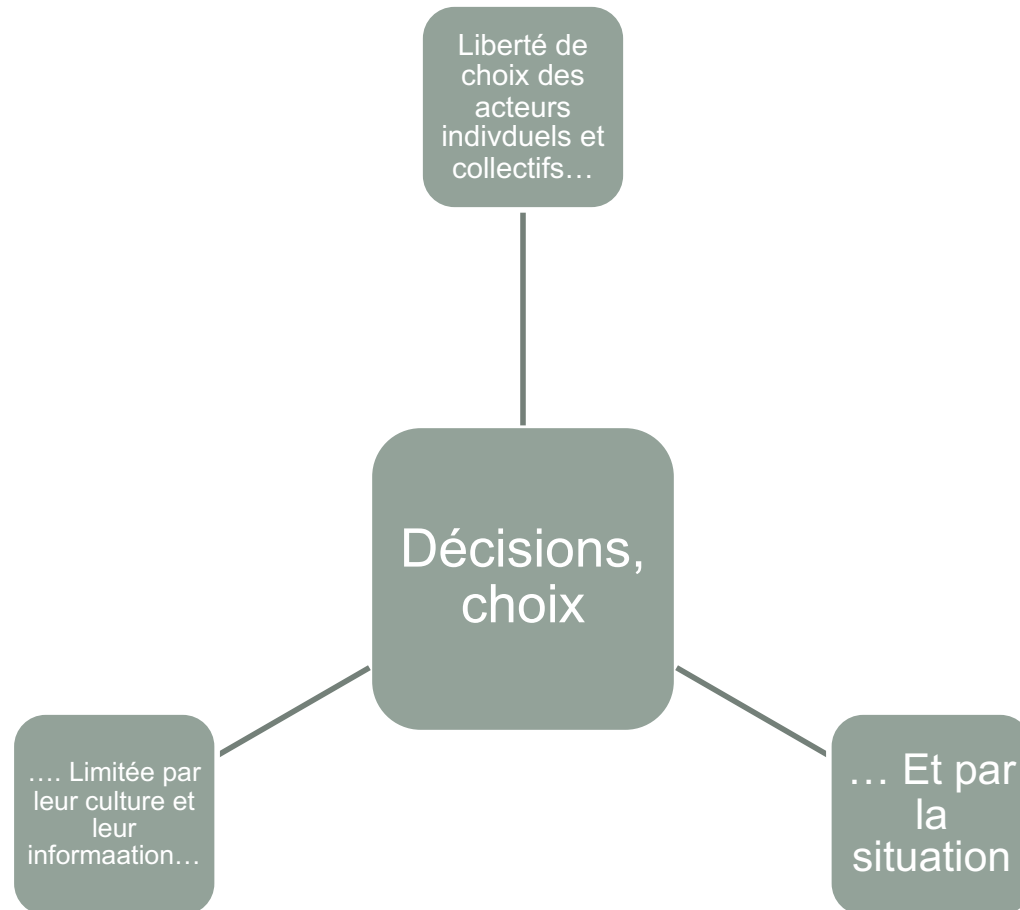 Liberté de
choix des
acteurs
indivduels et
collectifs…
Décisions,
choix
…. Limitée par
leur culture et
leur
informaation…
… Et par
la
situation